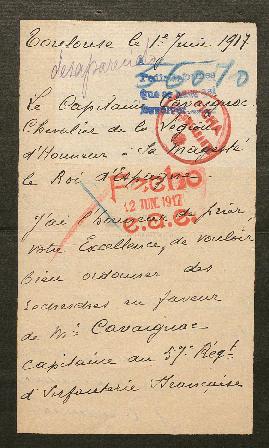 Toulouse le 1er Juin 1917
desaparecido
5670
Le Capitaine Cavaignac
Chevalier de la Légion
d'Honneur à Sa Majesté
le Roi d'Espagne
FECHO
12 JUN. 1917
J'ai l'honneur de prier
votre Excellence, de vouloir
bien ordonner des
recherches en faveur
de Mr Cavaignac
capitaine au 57e Régt
d'Infanterie Française